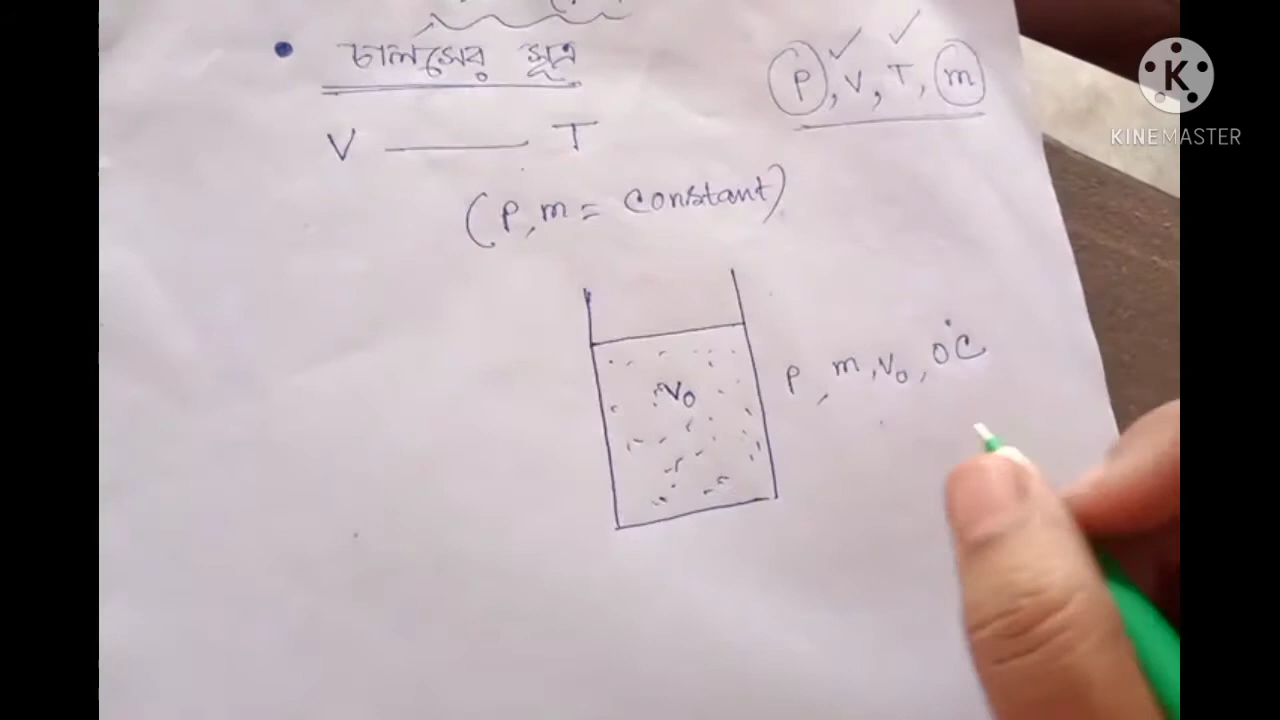 চালসের সূত্র
P, V, T, m
K
KINEMASTER
V T
(P, m = Constant)
V₀
P, m, V₀, 0°C